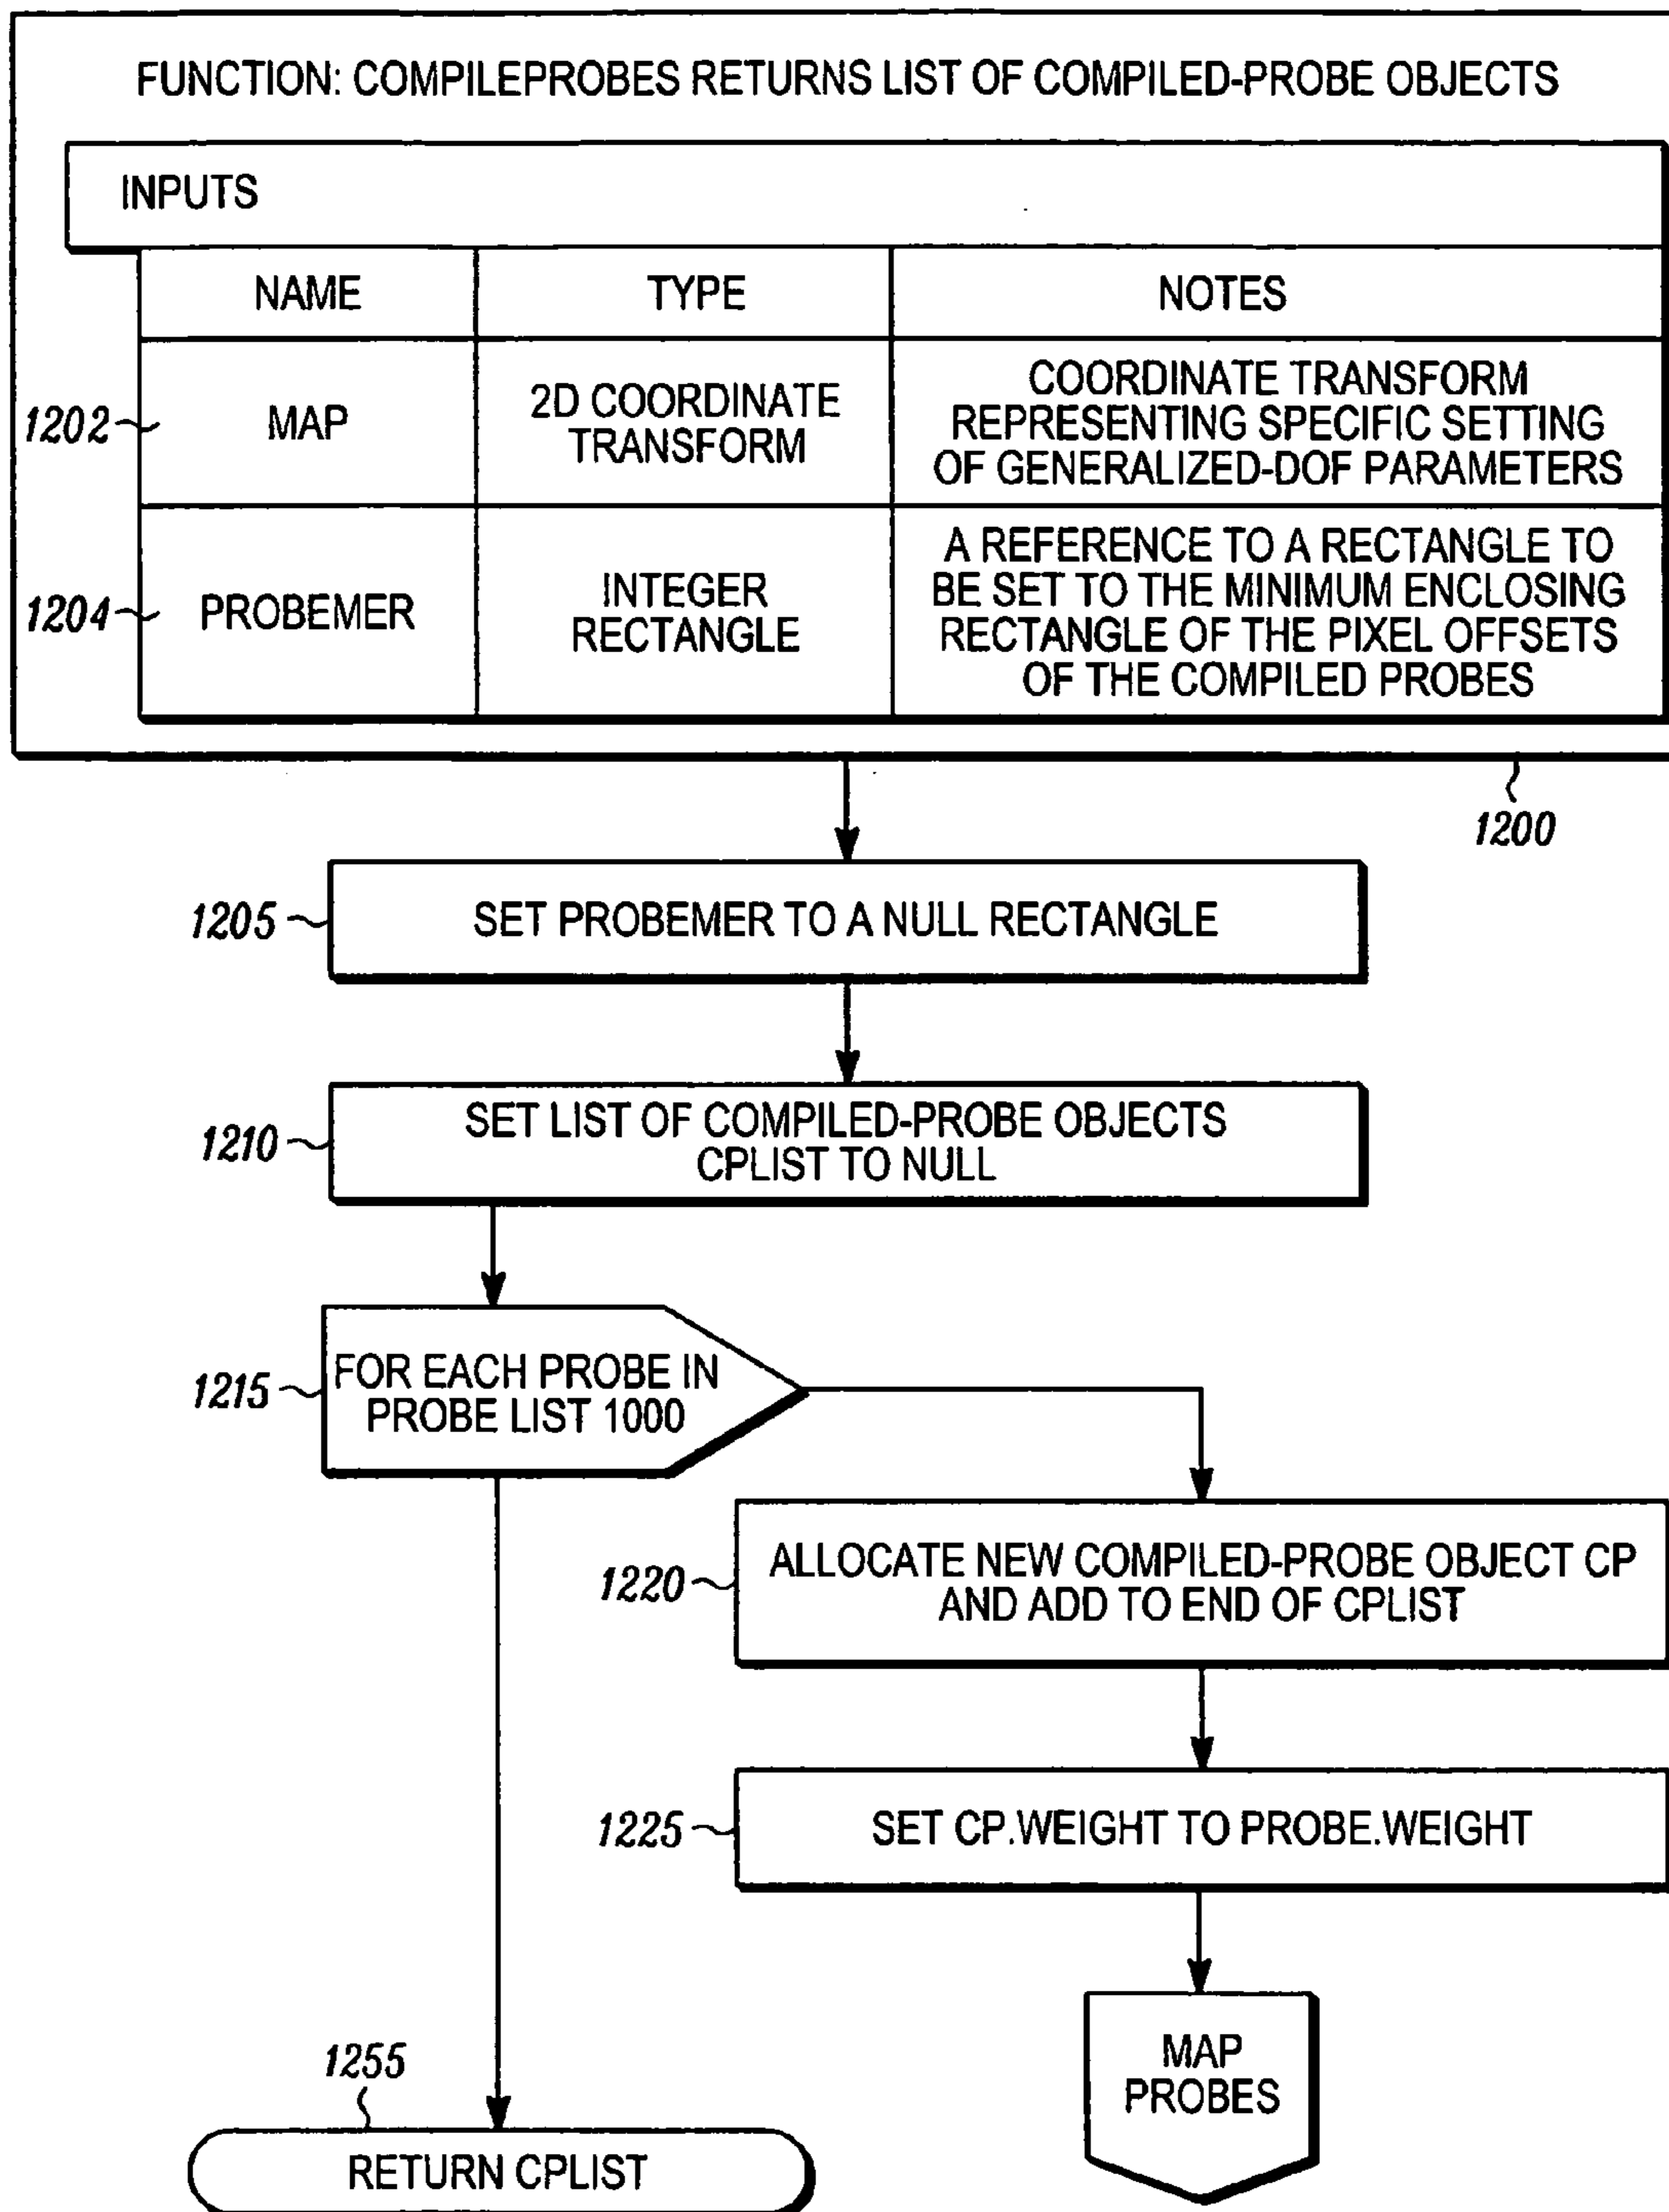 FUNCTION: COMPILEPROBES RETURNS LIST OF COMPILED-PROBE OBJECTS
INPUTS
NAME
TYPE
NOTES
1202
MAP
2D COORDINATE
TRANSFORM
COORDINATE TRANSFORM
REPRESENTING SPECIFIC SETTING
OF GENERALIZED-DOF PARAMETERS
1204
PROBEMER
INTEGER
RECTANGLE
A REFERENCE TO A RECTANGLE TO
BE SET TO THE MINIMUM ENCLOSING
RECTANGLE OF THE PIXEL OFFSETS
OF THE COMPILED PROBES
1200
1205
SET PROBEMER TO A NULL RECTANGLE
1210
SET LIST OF COMPILED-PROBE OBJECTS
CPLIST TO NULL
1215
FOR EACH PROBE IN
PROBE LIST 1000
1220
ALLOCATE NEW COMPILED-PROBE OBJECT CP
AND ADD TO END OF CPLIST
1225
SET CP.WEIGHT TO PROBE.WEIGHT
MAP
PROBES
1255
RETURN CPLIST